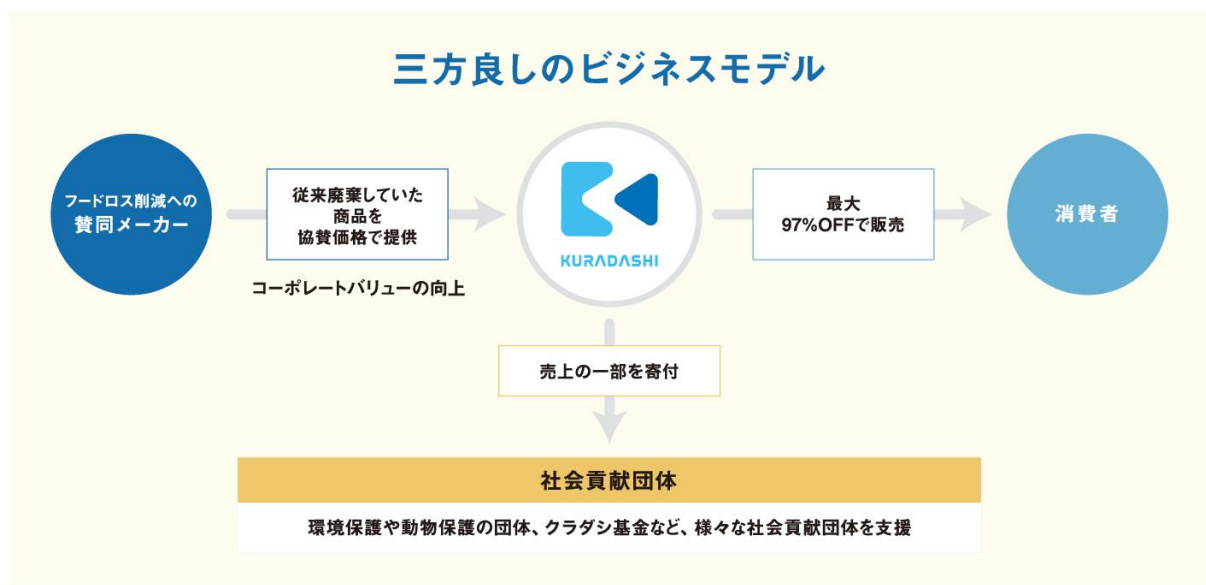 三方良しのビジネスモデル
フードロス削減への
賛同メーカー
従来廃棄していた
商品を
協賛価格で提供
コーポレートバリューの向上
KURADASHI
最大
97%OFFで販売
消費者
売上の一部を寄付
社会貢献団体
環境保護や動物保護の団体、クラダシ基金など、様々な社会貢献団体を支援